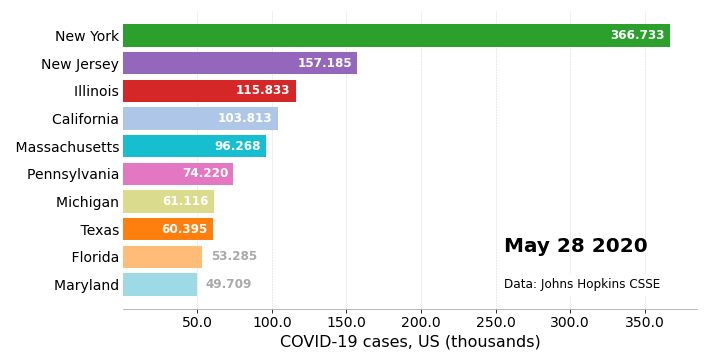 New York 366.733
New Jersey 157.185
Illinois 115.833
California 103.813
Massachusetts 96.268
Pennsylvania 74.220
Michigan 61.116
Texas 60.395
Florida 53.285
Maryland 49.709
May 28 2020
Data: Johns Hopkins CSSE
50.0 100.0 150.0 200.0 250.0 300.0 350.0
COVID-19 cases, US (thousands)